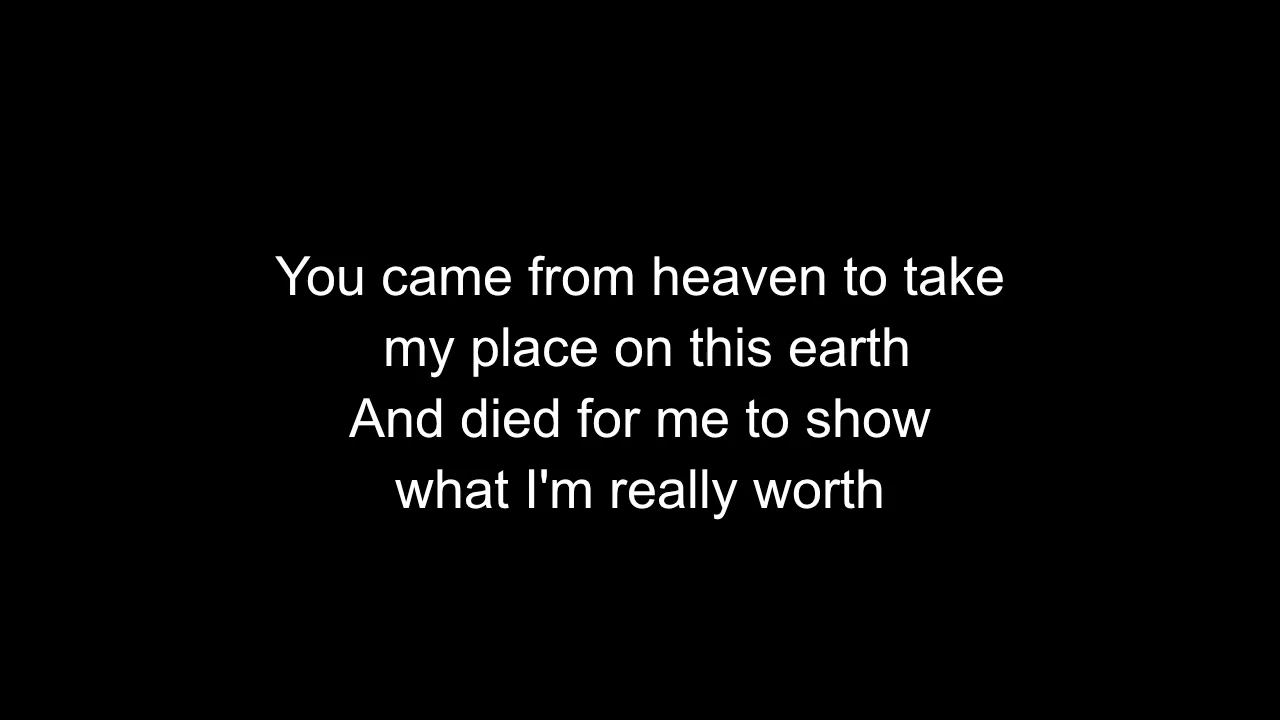 You came from heaven to take
my place on this earth
And died for me to show
what I'm really worth